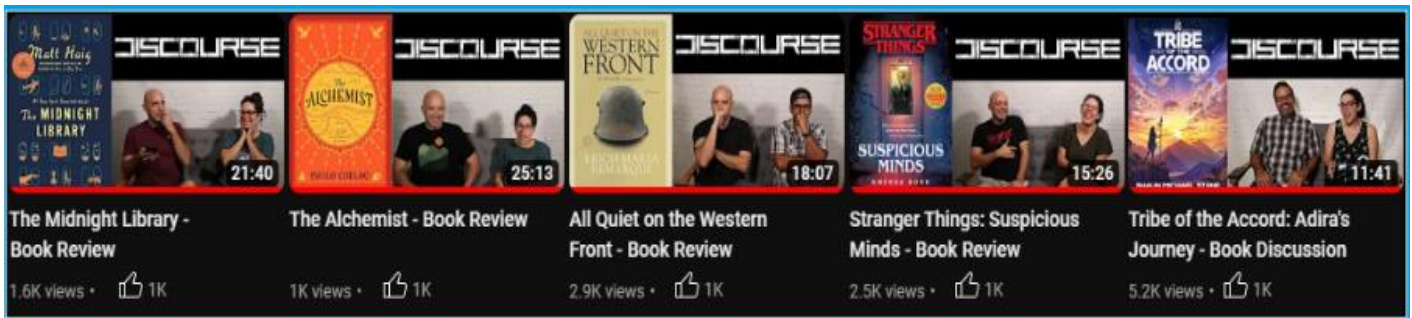 Matt Haig
The MIDNIGHT
LIBRARY
DISCOURSE
21:40
The Midnight Library -
Book Review
1.6K views •
1K
The
ALCHEMIST
PAULO COELHO
DISCOURSE
25:13
The Alchemist - Book Review
1K views •
1K
ALL QUIET ON THE
WESTERN
FRONT
ERICH MARIA
REMARQUE
DISCOURSE
18:07
All Quiet on the Western
Front - Book Review
2.9K views •
1K
STRANGER
THINGS
SUSPICIOUS
MINDS
DISCOURSE
15:26
Stranger Things: Suspicious
Minds - Book Review
2.5K views •
1K
TRIBE
OF THE
ACCORD
DISCOURSE
11:41
Tribe of the Accord: Adira's
Journey - Book Discussion
5.2K views •
1K